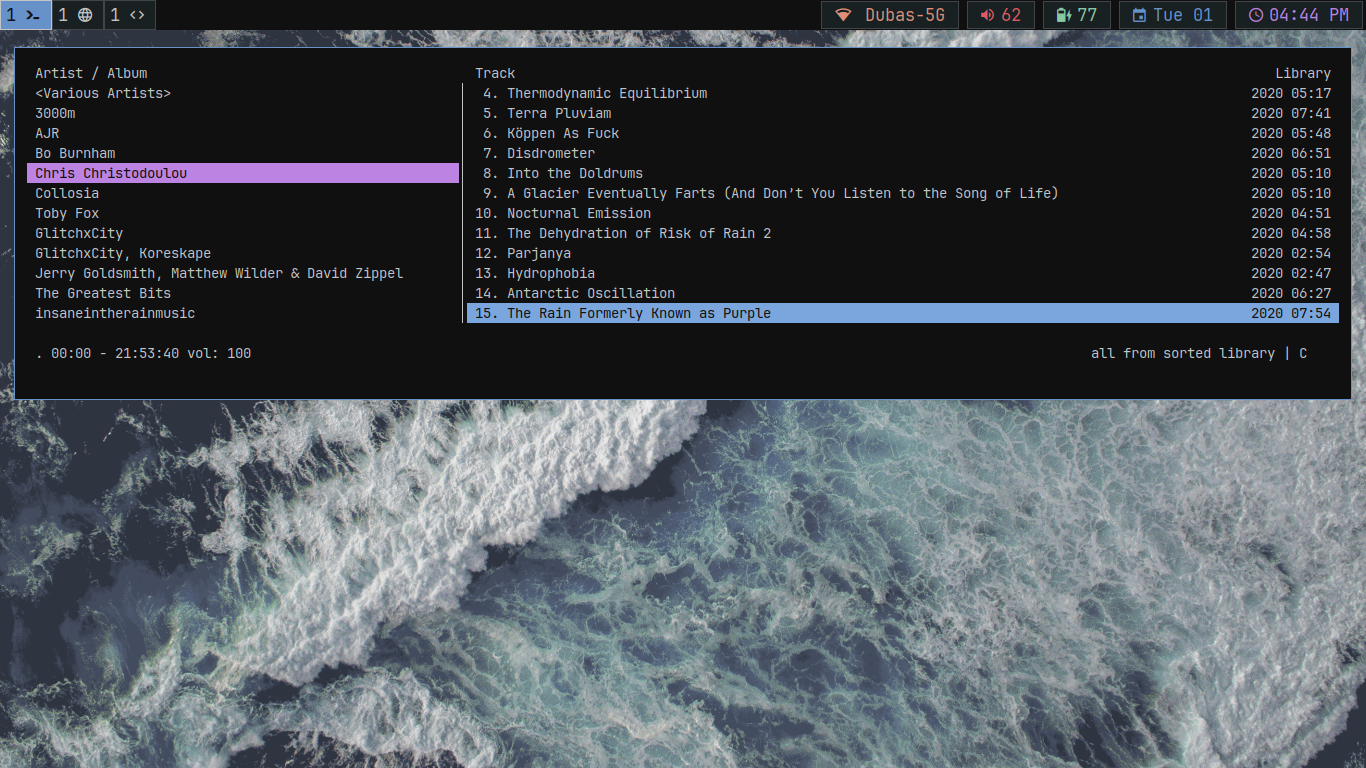 1 >_ 1 1 <> Dubas-5G 62 77 Tue 01 04:44 PM
Artist / Album Track Library
<Various Artists> 4. Thermodynamic Equilibrium 2020 05:17
3000m 5. Terra Pluviam 2020 07:41
AJR 6. Köppen As Fuck 2020 05:48
Bo Burnham 7. Disdrometer 2020 06:51
Chris Christodoulou 8. Into the Doldrums 2020 05:10
Collosia 9. A Glacier Eventually Farts (And Don’t You Listen to the Song of Life) 2020 05:10
Toby Fox 10. Nocturnal Emission 2020 04:51
GlitchxCity 11. The Dehydration of Risk of Rain 2 2020 04:58
GlitchxCity, Koreskape 12. Parjanya 2020 02:54
Jerry Goldsmith, Matthew Wilder & David Zippel 13. Hydrophobia 2020 02:47
The Greatest Bits 14. Antarctic Oscillation 2020 06:27
insaneintherainmusic 15. The Rain Formerly Known as Purple 2020 07:54
. 00:00 - 21:53:40 vol: 100 all from sorted library | C